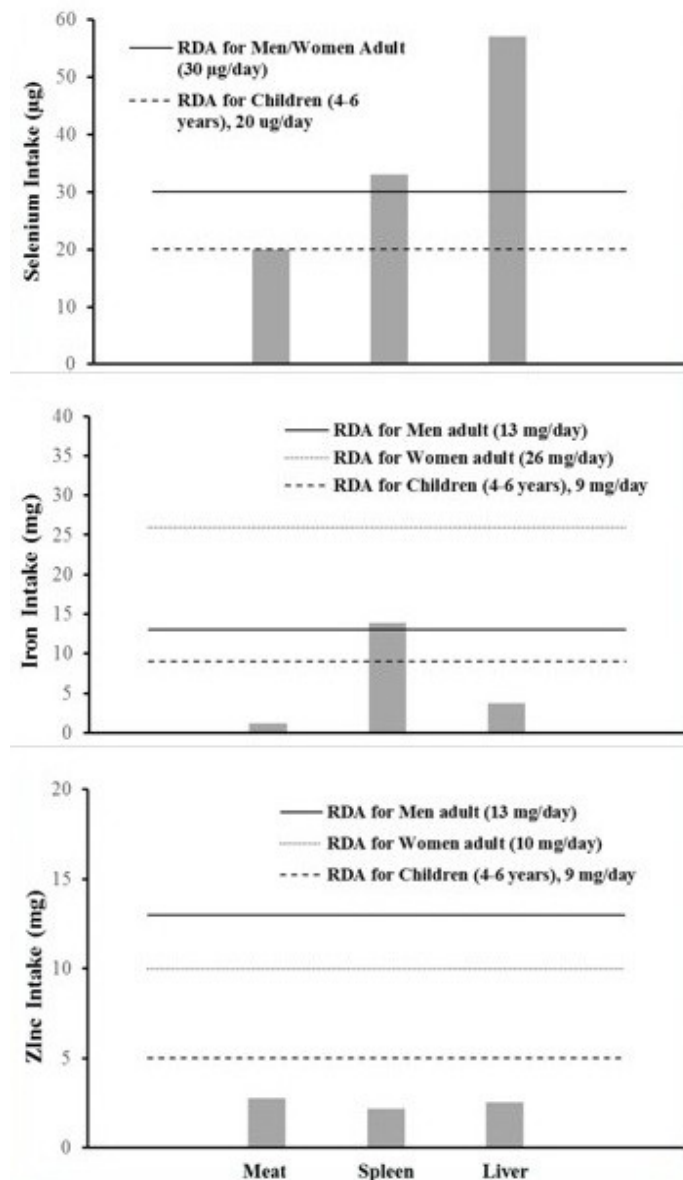 60
50
40
30
20
10
0
Selenium Intake (µg)
RDA for Men/Women Adult
(30 µg/day)
RDA for Children (4-6
years), 20 ug/day
40
35
30
25
20
15
10
5
0
Iron Intake (mg)
RDA for Men adult (13 mg/day)
RDA for Women adult (26 mg/day)
RDA for Children (4-6 years), 9 mg/day
20
15
10
5
0
ZInc Intake (mg)
RDA for Men adult (13 mg/day)
RDA for Women adult (10 mg/day)
RDA for Children (4-6 years), 9 mg/day
Meat Spleen Liver